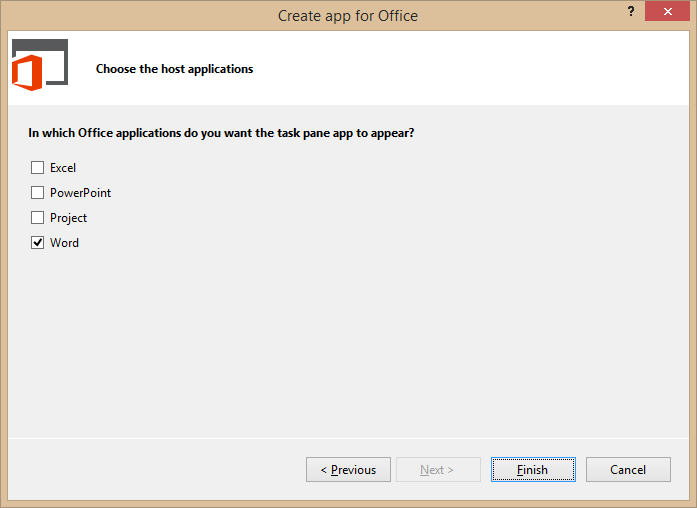 Create app for Office
?
Choose the host applications
In which Office applications do you want the task pane app to appear?
Excel
PowerPoint
Project
Word
< Previous
Next >
Finish
Cancel